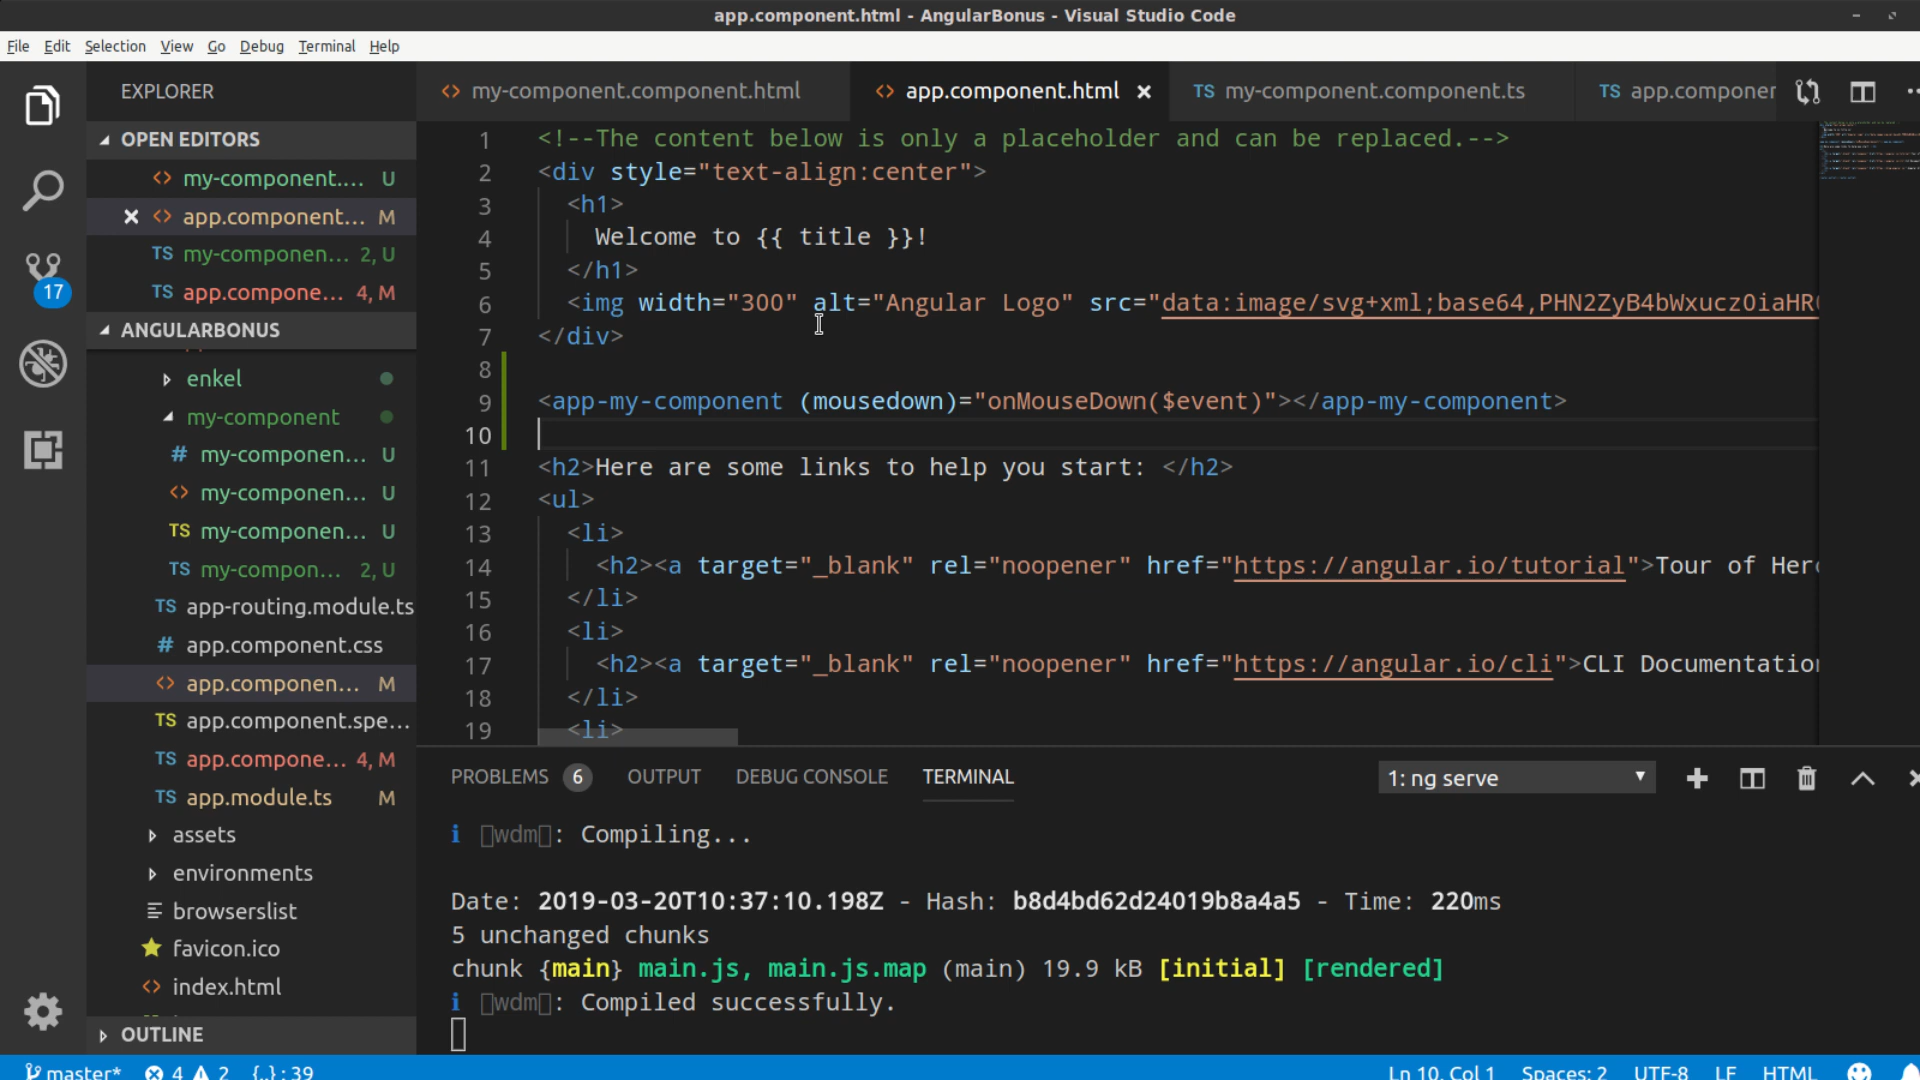 app.component.html - AngularBonus - Visual Studio Code
File Edit Selection View Go Debug Terminal Help
EXPLORER
OPEN EDITORS
my-component.... U
app.component... M
TS my-componen... 2, U
TS app.compone... 4, M
ANGULARBONUS
enkel
my-component
# my-componen... U
<> my-componen... U
TS my-componen... U
TS my-compon... 2, U
TS app-routing.module.ts
# app.component.css
<> app.componen... M
TS app.component.spe...
TS app.compone... 4, M
TS app.module.ts M
assets
environments
browserslist
favicon.ico
<> index.html
OUTLINE
17
<> my-component.component.html <> app.component.html TS my-component.component.ts TS app.componen
1 <!--The content below is only a placeholder and can be replaced.-->
2 <div style="text-align:center">
3 <h1>
4 Welcome to {{ title }}!
5 </h1>
6 <img width="300" alt="Angular Logo" src="data:image/svg+xml;base64,PHN2ZyB4bWxucz0iaHR
7 </div>
8
9 <app-my-component (mousedown)="onMouseDown($event)"></app-my-component>
10
11 <h2>Here are some links to help you start: </h2>
12 <ul>
13 <li>
14 <h2><a target="_blank" rel="noopener" href="https://angular.io/tutorial">Tour of Hero
15 </li>
16 <li>
17 <h2><a target="_blank" rel="noopener" href="https://angular.io/cli">CLI Documentation
18 </li>
19 <li>
PROBLEMS 6 OUTPUT DEBUG CONSOLE TERMINAL 1: ng serve
i wdm: Compiling...
Date: 2019-03-20T10:37:10.198Z - Hash: b8d4bd62d24019b8a4a5 - Time: 220ms
5 unchanged chunks
chunk {main} main.js, main.js.map (main) 19.9 kB [initial] [rendered]
i wdm: Compiled successfully.
master* 4 2 {..} : 39 Ln 10, Col 1 Spaces: 2 UTF-8 LF HTML